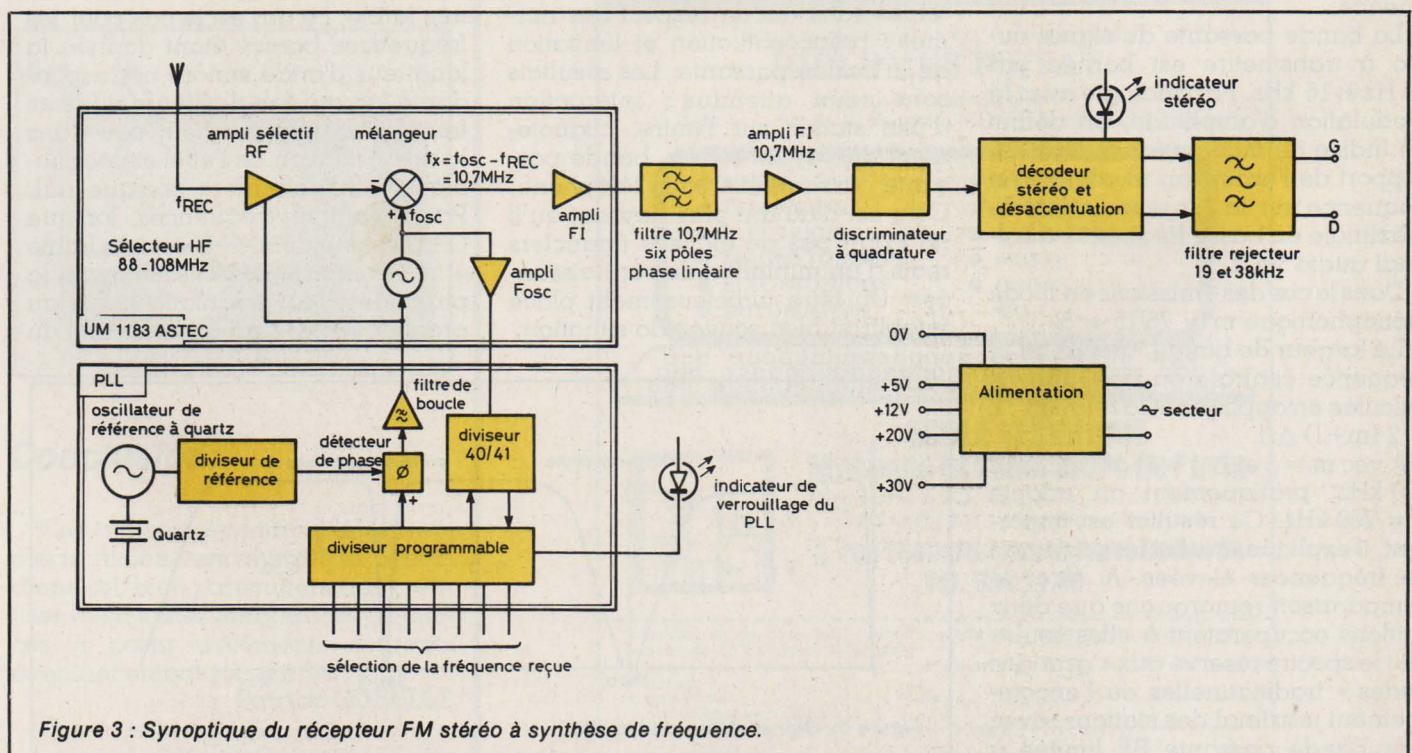 ampli sélectif
RF
mélangeur
fx = fosc – fREC
=10,7MHz
fREC
fosc
Sélecteur HF
88-108MHz
ampli
Fosc
UM 1183 ASTEC
ampli
FI
filtre 10,7MHz
six pôles
phase linéaire
ampli FI
10,7MHz
discriminateur
à quadrature
indicateur
stéréo
décodeur
stéréo et
désaccentuation
G
D
filtre rejecteur
19 et 38kHz
PLL
oscillateur de
référence à quartz
diviseur de
référence
Quartz
filtre de
boucle
détecteur
de phase
ø
+
diviseur
40/41
diviseur programmable
sélection de la fréquence reçue
indicateur de
verrouillage du
PLL
0V
+5V
+12V
+20V
+30V
Alimentation
secteur
Figure 3 : Synoptique du récepteur FM stéréo à synthèse de fréquence.